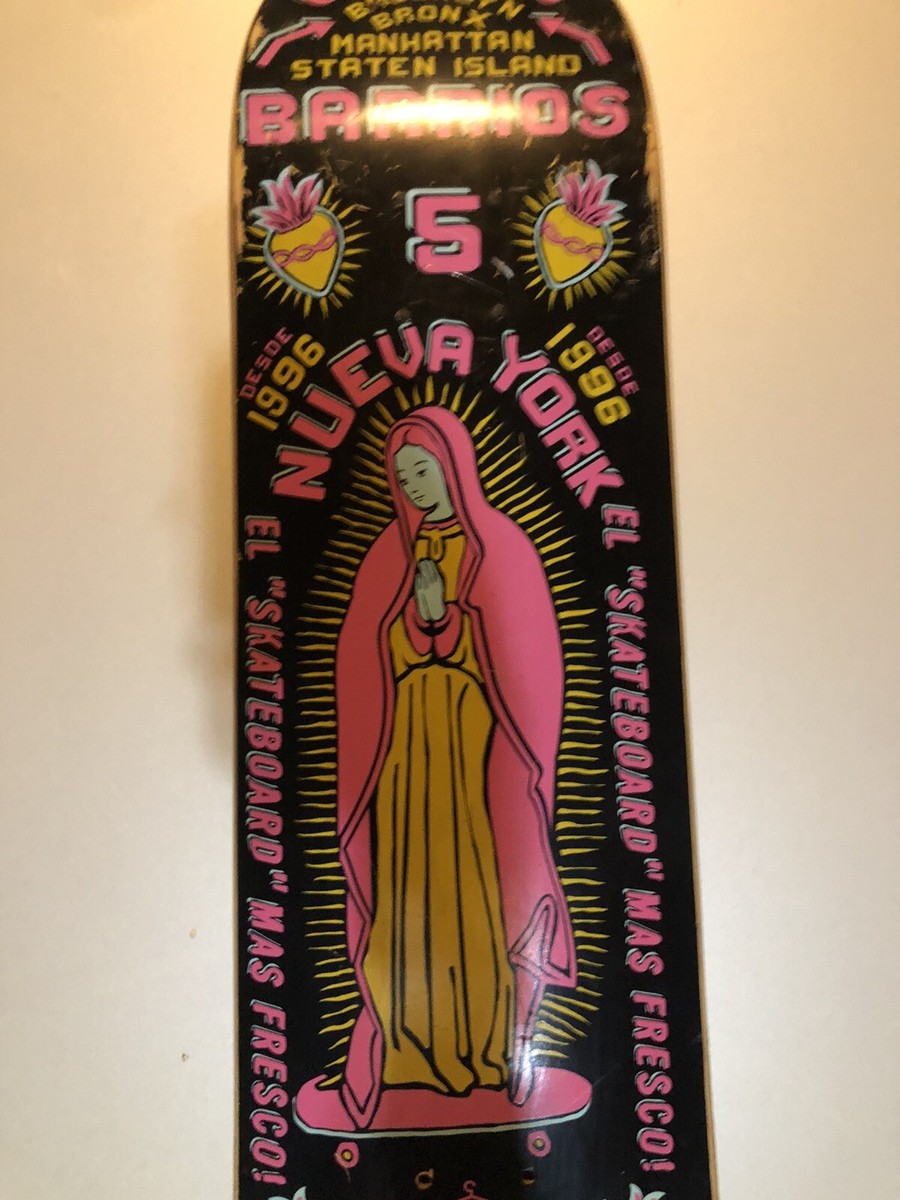 BROOKLYN
BRONX
MANHATTAN
STATEN ISLAND
BARRIOS
5
DESDE
1996
NUEVA YORK
DESDE
1996
EL "SKATEBOARD" MAS FRESCO!
EL "SKATEBOARD" MAS FRESCO!